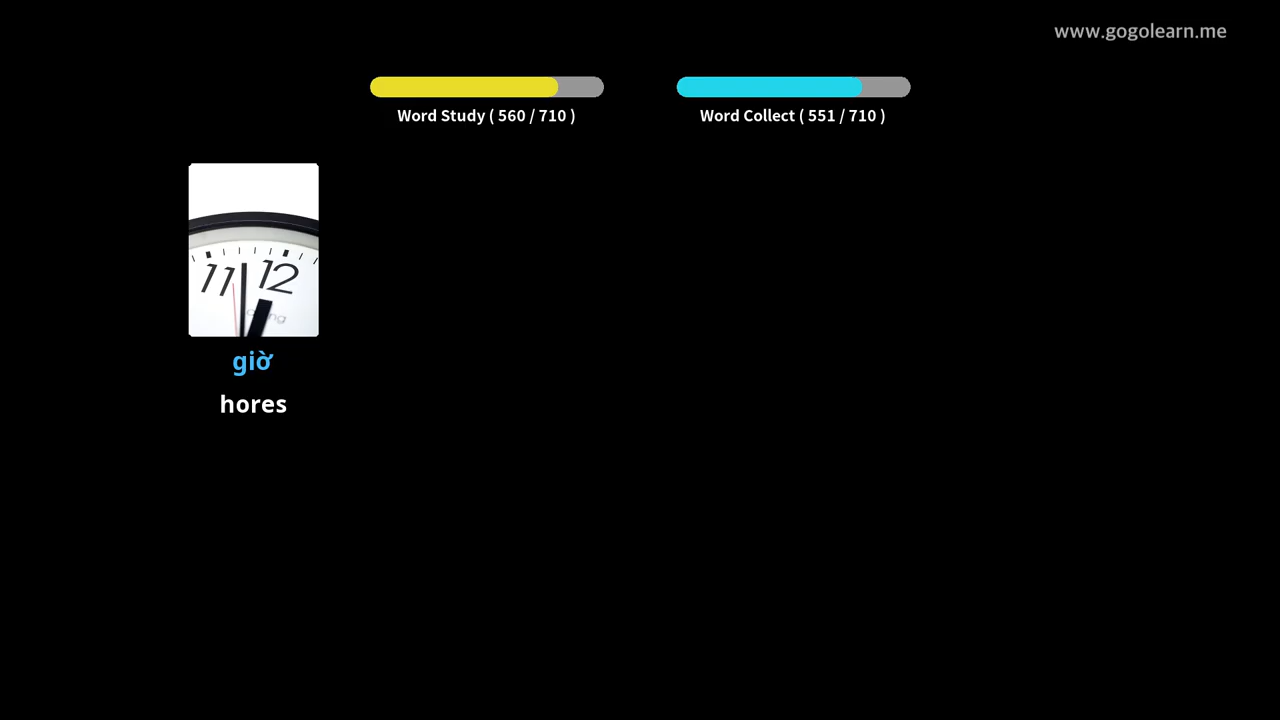 www.gogolearn.me
Word Study ( 560 / 710 )
Word Collect ( 551 / 710 )
11 12
giờ
hores